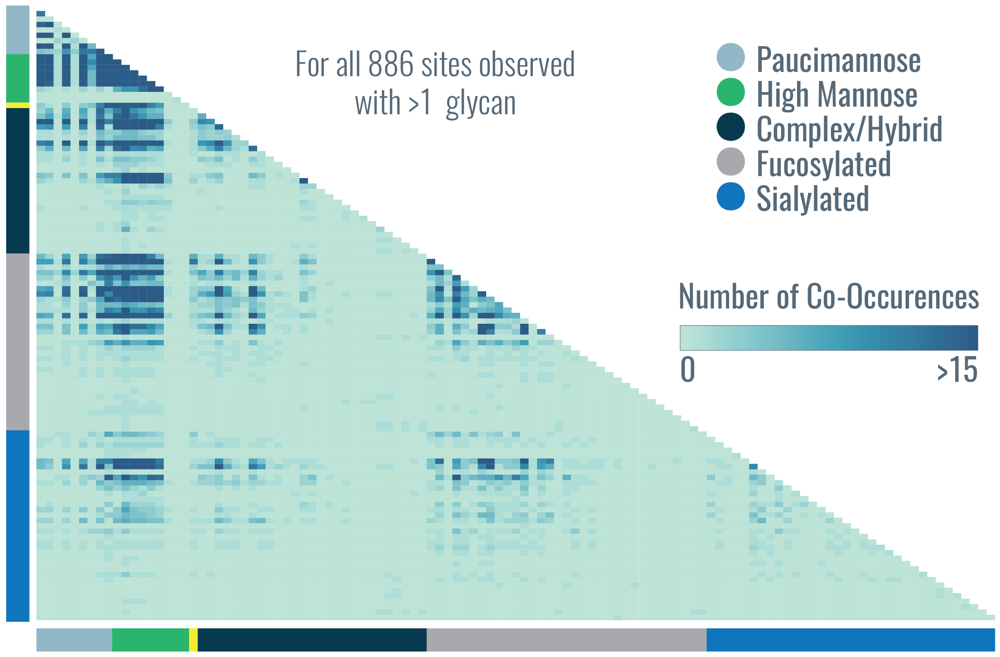 For all 886 sites observed
with >1 glycan
Paucimannose
High Mannose
Complex/Hybrid
Fucosylated
Sialylated
Number of Co-Occurences
0
>15